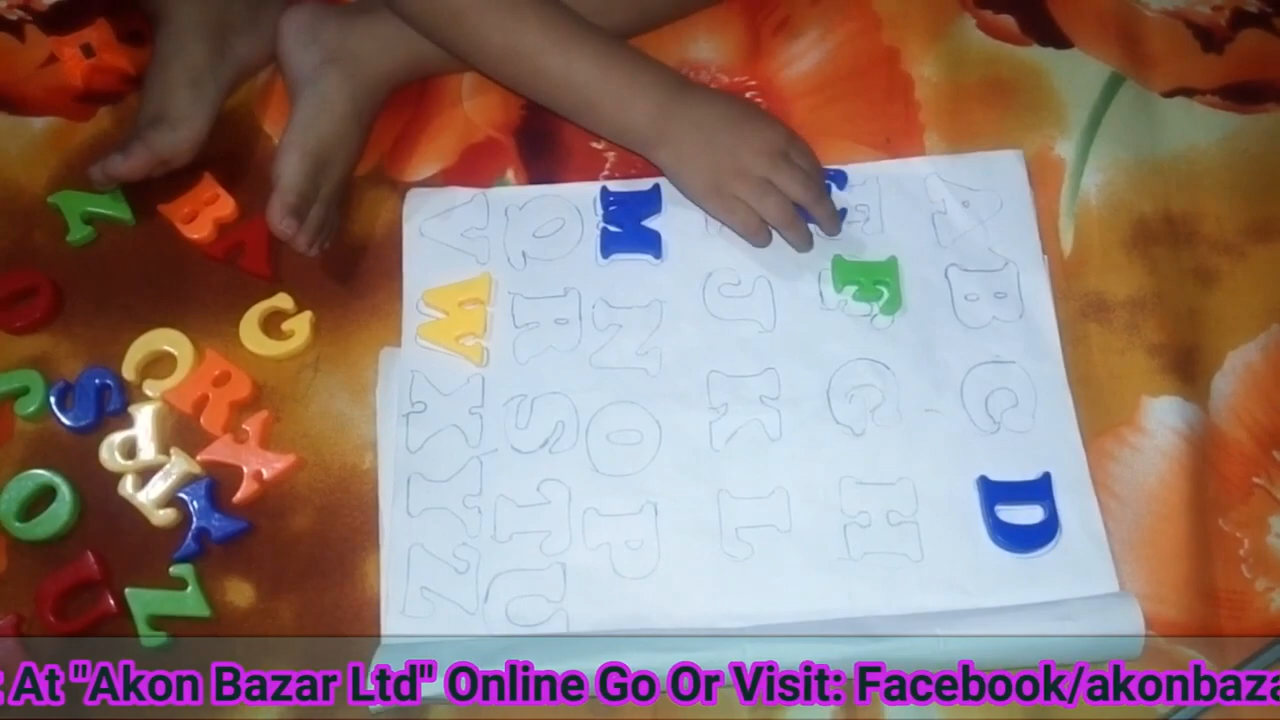 A B C D
E F G H
J K L
M N O P
Q R S T U
V W X Y Z
At "Akon Bazar Ltd" Online Go Or Visit: Facebook/akonbaza